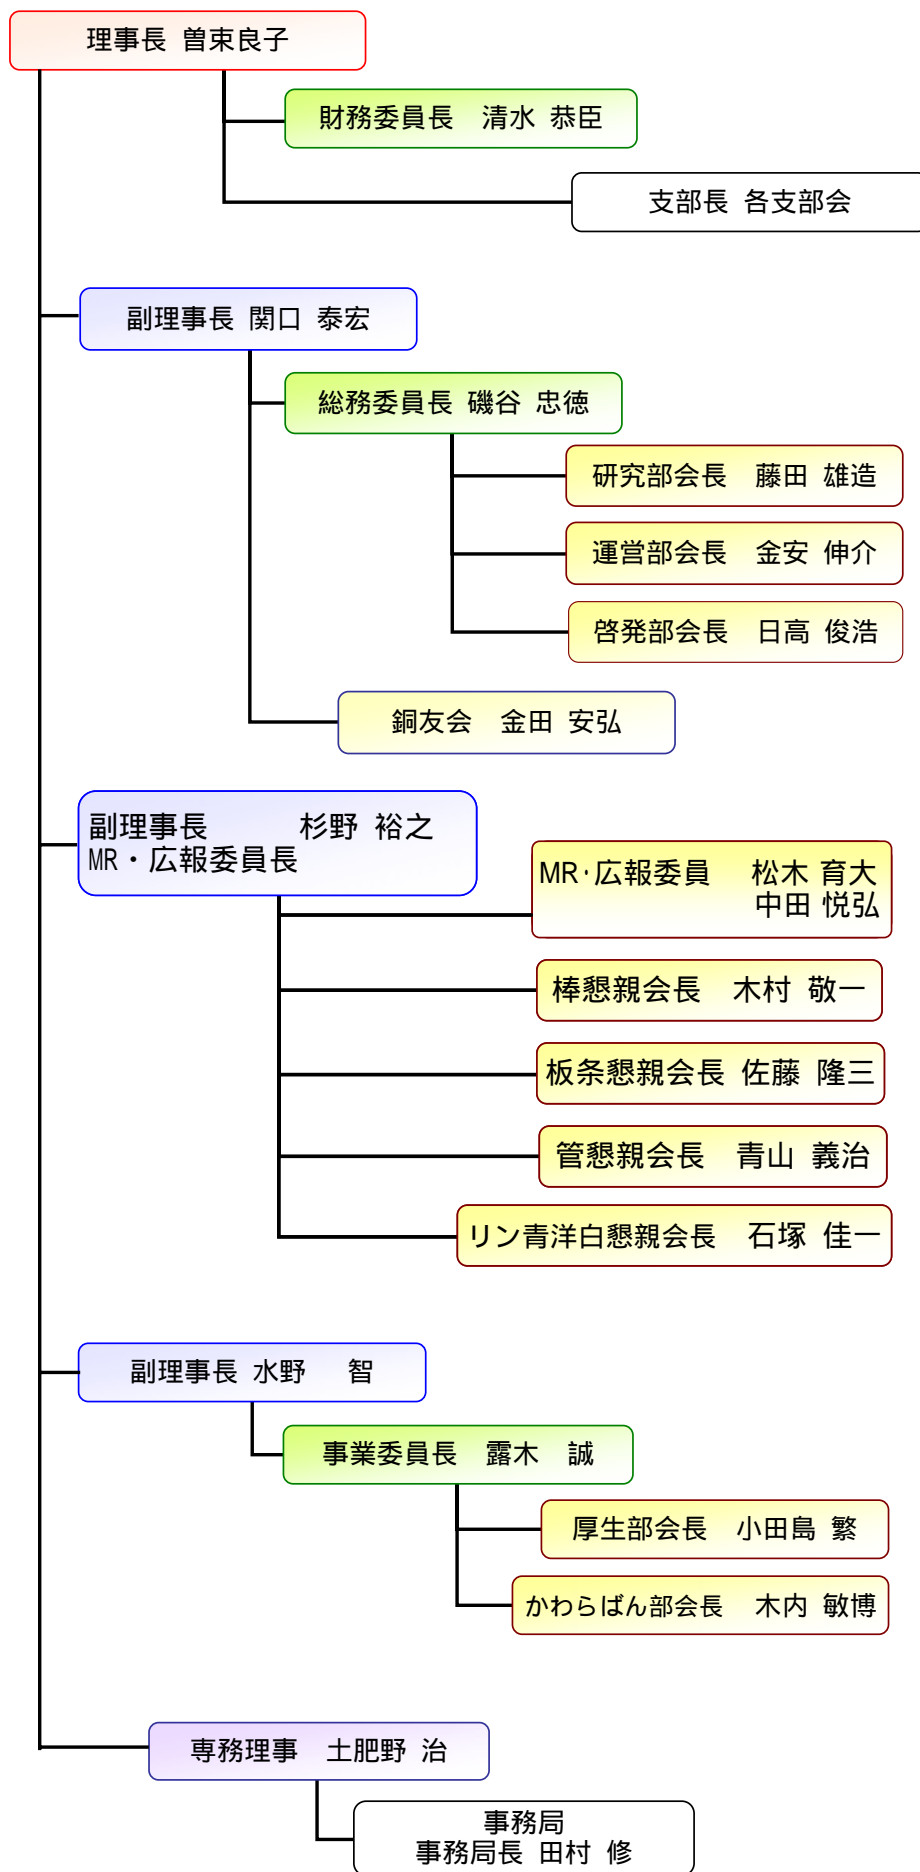 理事長 曽束良子
財務委員長　清水 恭臣
支部長 各支部会
副理事長 関口 泰宏
総務委員長 磯谷 忠徳
研究部会長　藤田 雄造
運営部会長　金安 伸介
啓発部会長　日高 俊浩
銅友会　金田 安弘
副理事長　　　杉野 裕之
MR・広報委員長
MR･広報委員　松木 育大
中田 悦弘
棒懇親会長　木村 敬一
板条懇親会長 佐藤 隆三
管懇親会長　青山 義治
リン青洋白懇親会長　石塚 佳一
副理事長 水野　智
事業委員長　露木　誠
厚生部会長　小田島 繁
かわらばん部会長　木内 敏博
専務理事　土肥野 治
事務局
事務局長 田村 修